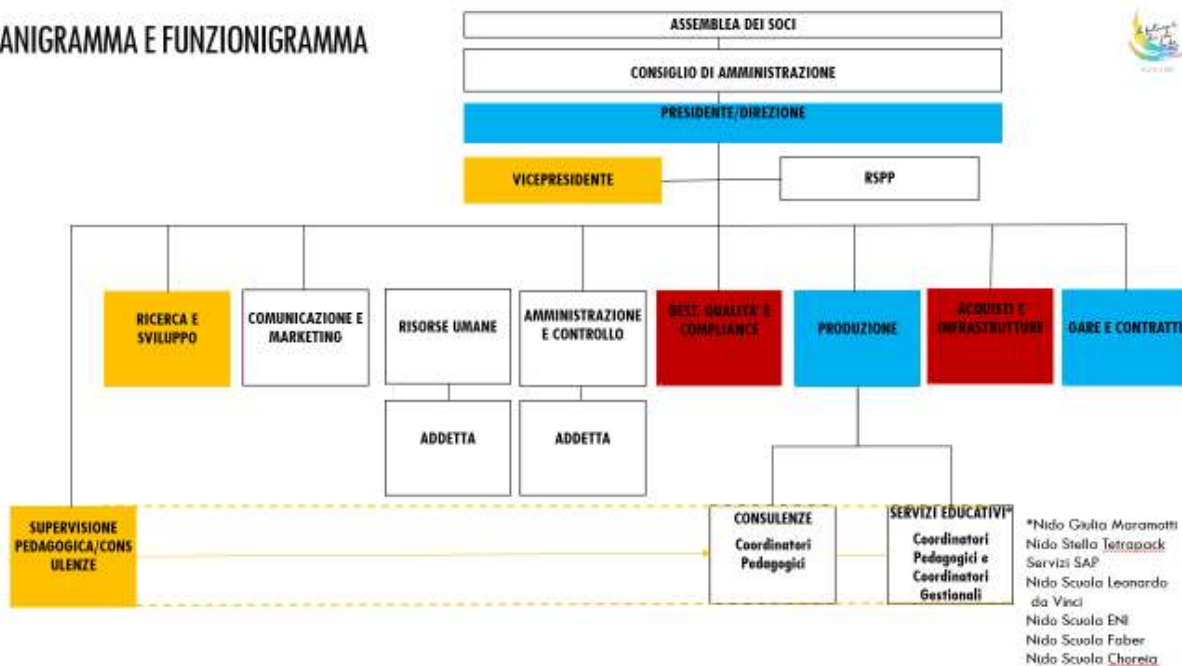 ANIGRAMMA E FUNZIONIGRAMMA
ASSEMBLEA DEI SOCI
CONSIGLIO DI AMMINISTRAZIONE
PRESIDENTE/DIREZIONE
VICEPRESIDENTE
RSPP
RICERCA E
SVILUPPO
COMUNICAZIONE E
MARKETING
RISORSE UMANE
AMMINISTRAZIONE
E CONTROLLO
GEST. QUALITA' E
COMPLIANCE
PRODUZIONE
ACQUISTI E
INFRASTRUTTURE
GARE E CONTRATTI
ADDETTA
ADDETTA
SUPERVISIONE
PEDAGOGICA/CONS
ULENZE
CONSULENZE
Coordinatori
Pedagogici
SERVIZI EDUCATIVI*
Coordinatori
Pedagogici e
Coordinatori
Gestionali
*Nido Giulia Maramotti
Nido Stella Tetrapack
Servizi SAP
Nido Scuola Leonardo
da Vinci
Nido Scuola ENI
Nido Scuola Faber
Nido Scuola Choreia